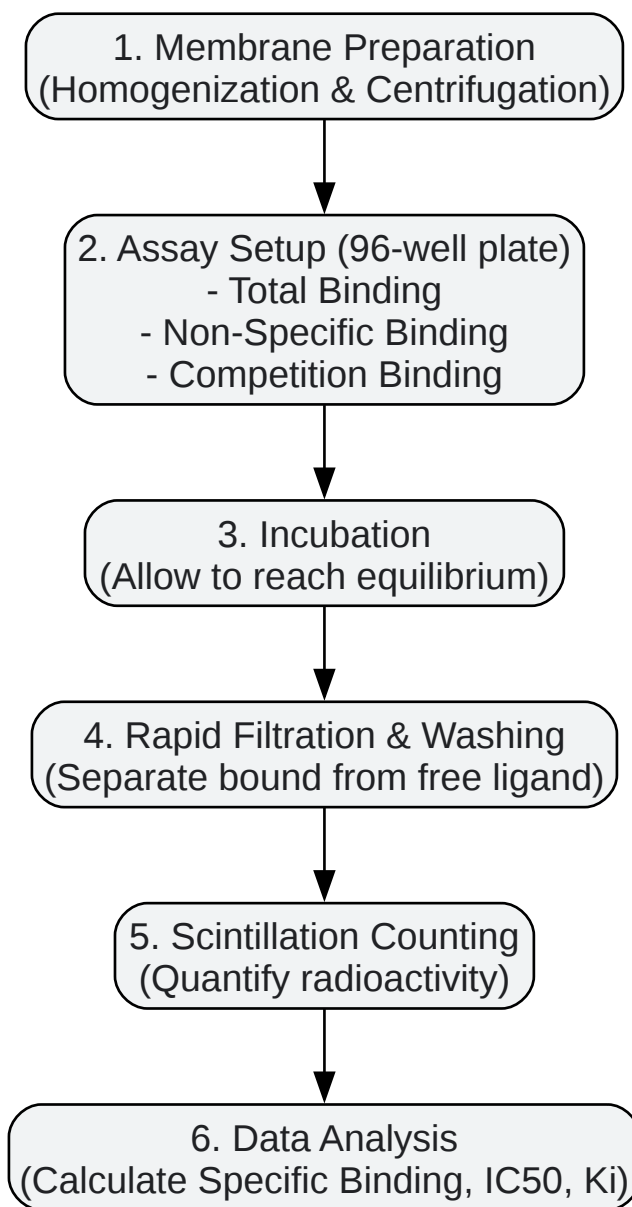 1. Membrane Preparation
(Homogenization & Centrifugation)
2. Assay Setup (96-well plate)
- Total Binding
- Non-Specific Binding
- Competition Binding
3. Incubation
(Allow to reach equilibrium)
4. Rapid Filtration & Washing
(Separate bound from free ligand)
5. Scintillation Counting
(Quantify radioactivity)
6. Data Analysis
(Calculate Specific Binding, IC50, Ki)